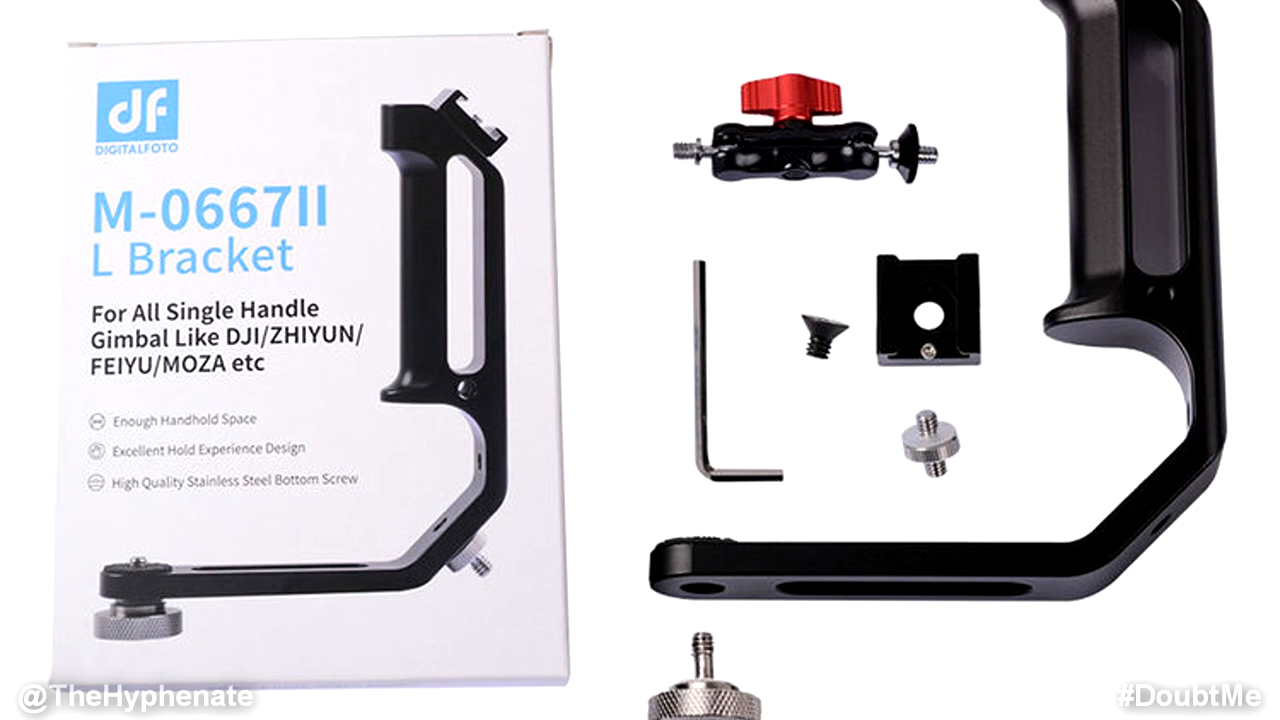 df
DIGITALFOTO
M-0667II
L Bracket
For All Single Handle
Gimbal Like DJI/ZHIYUN/
FEIYU/MOZA etc
Enough Handhold Space
Excellent Hold Experience Design
High Quality Stainless Steel Bottom Screw
@TheHyphenate
#DoubtMe